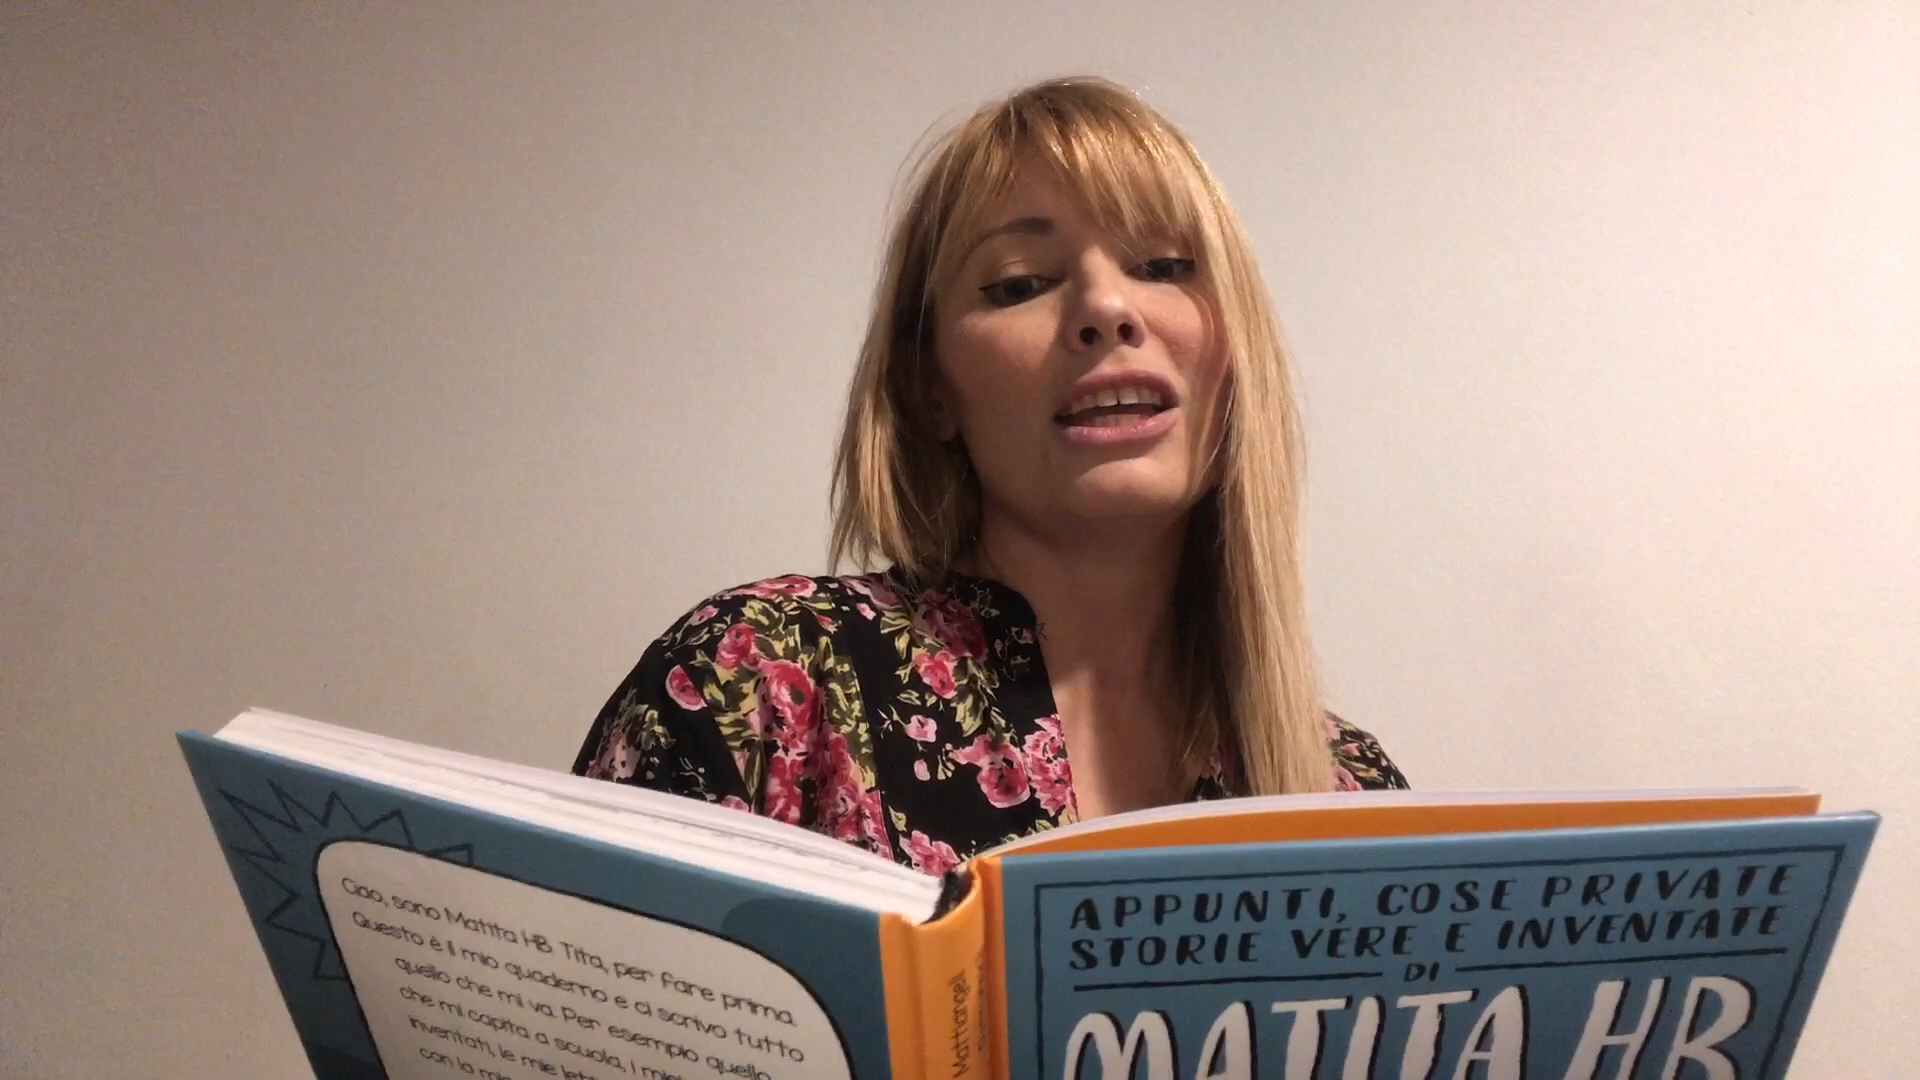 Ciao, sono Matita HB Tita, per fare prima.
Questo è il mio quaderno e ci scrivo tutto
quello che mi va. Per esempio quello
che mi capita a scuola, i miei
inventati, le mie
con la
Mattiangeli
APPUNTI, COSE PRIVATE
STORIE VERE E INVENTATE
DI
MATITA HB